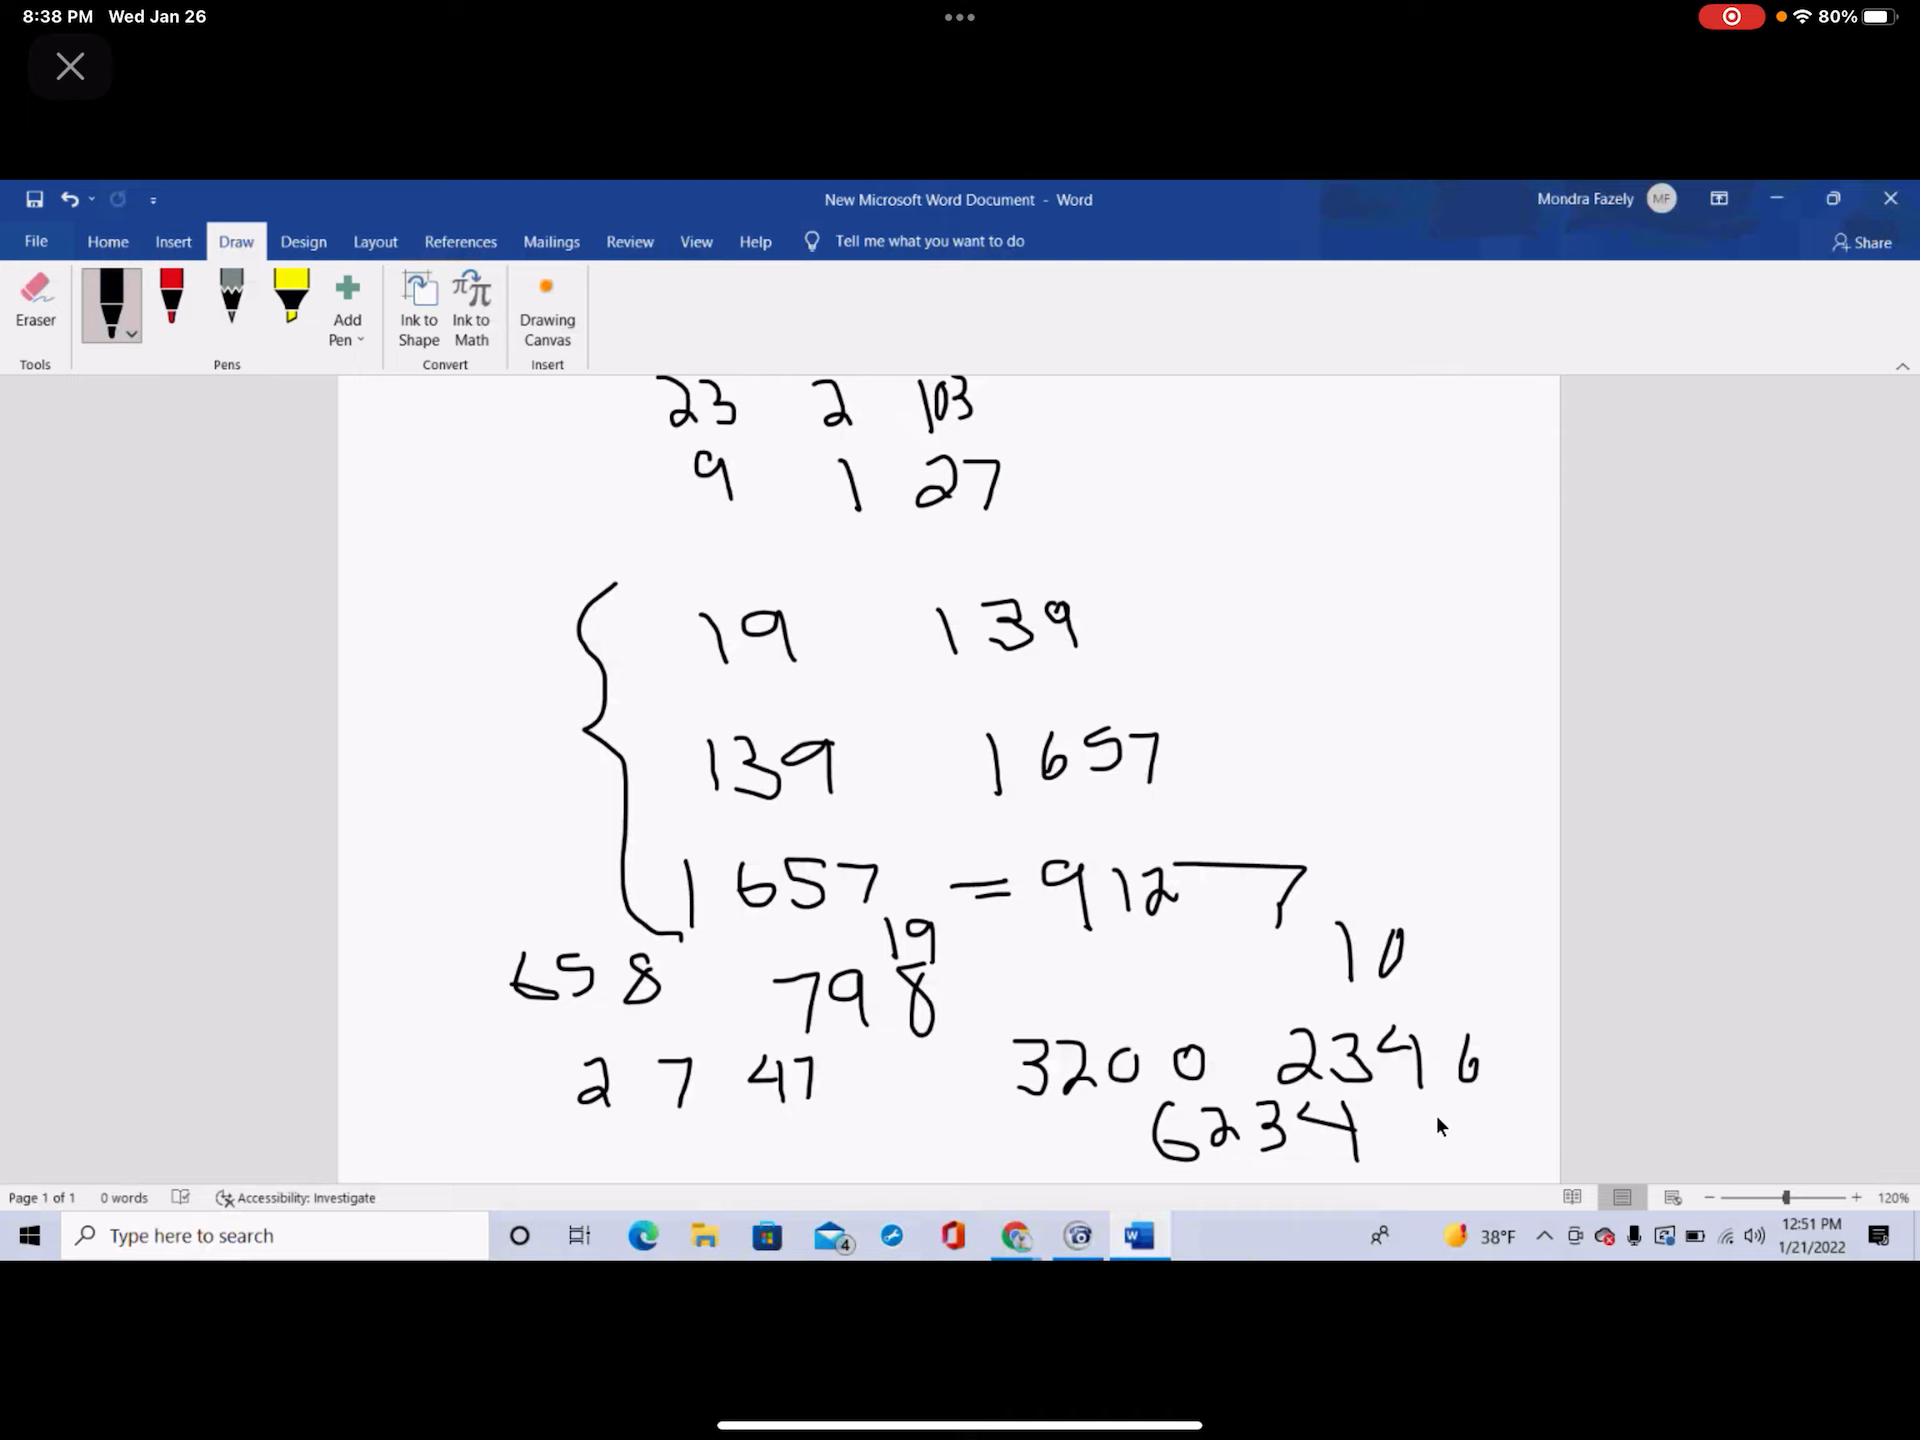 8:38 PM Wed Jan 26
80%
New Microsoft Word Document - Word
Mondra Fazely MF
File Home Insert Draw Design Layout References Mailings Review View Help Tell me what you want to do
Share
Eraser
Add Pen
Ink to Shape
Ink to Math
Drawing Canvas
Tools Pens Convert Insert
23 2 103
9 1 27
19 139
139 1657
1657 = 9127
19
10
658 798
2 7 47
3200 2346
6234
Page 1 of 1 0 words Accessibility: Investigate
120%
Type here to search
4
38°F
12:51 PM
1/21/2022